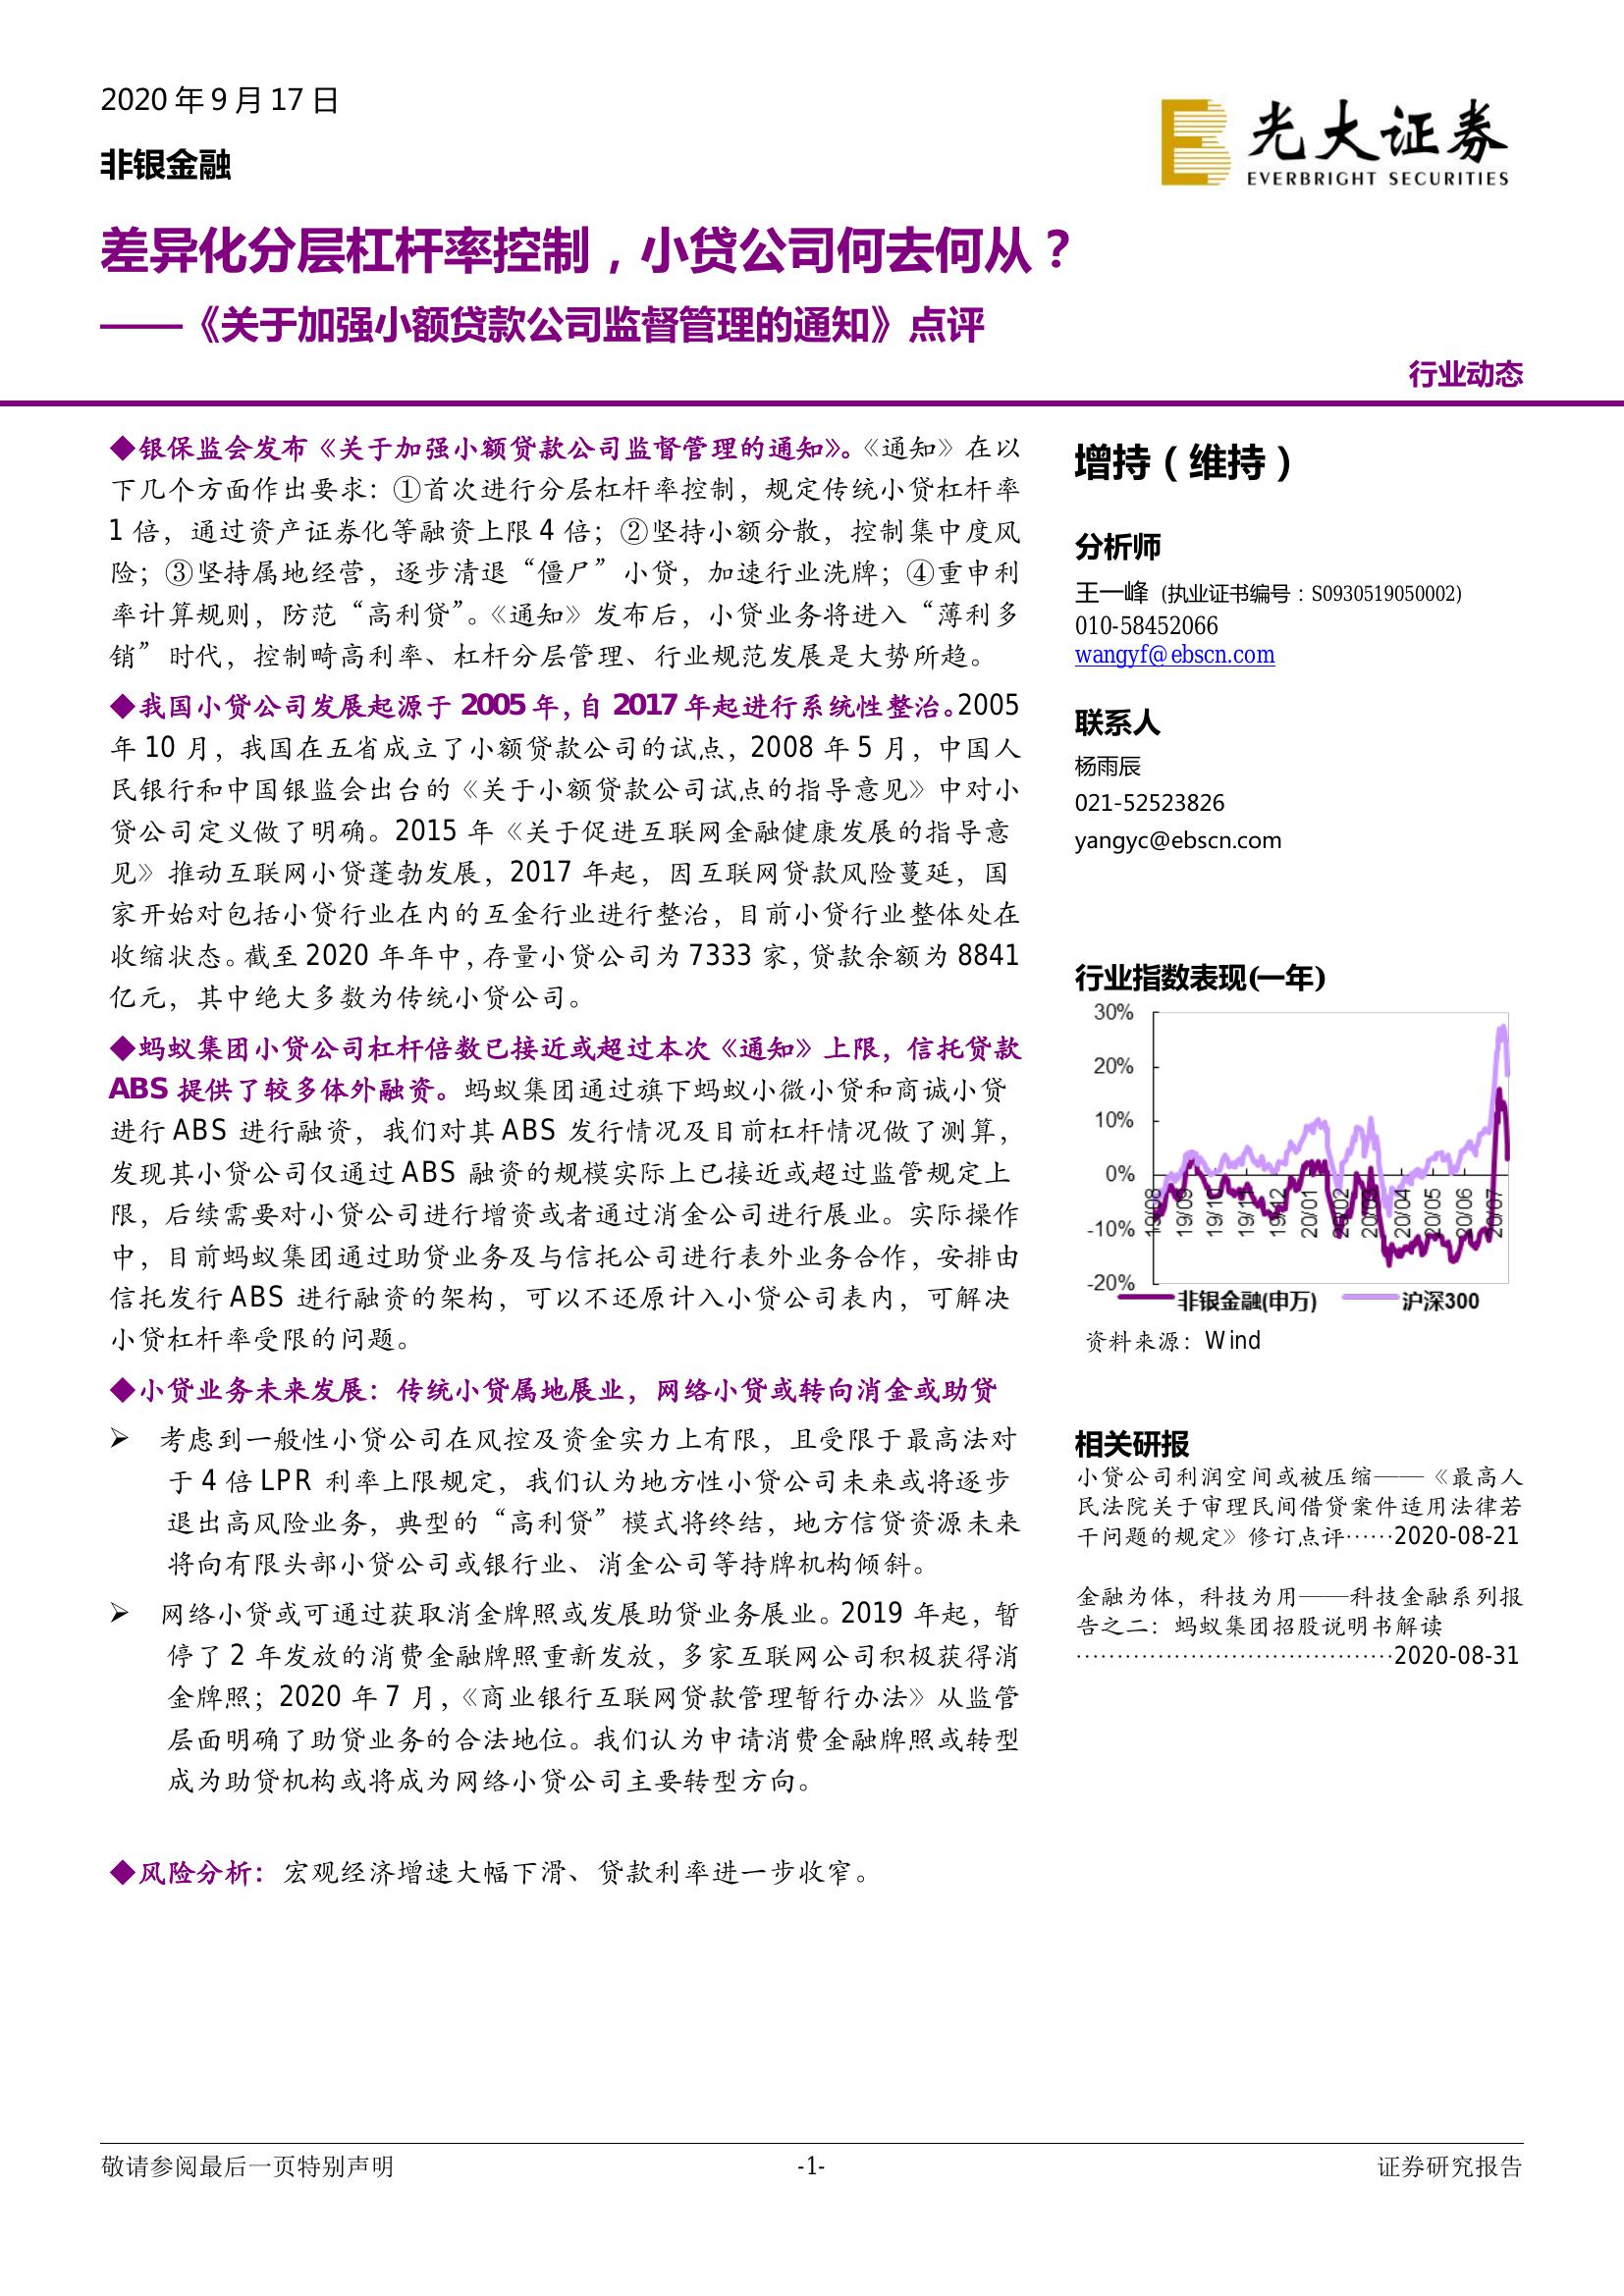 2020 年 9 月 17 日
非银金融
光大证券
EVERBRIGHT SECURITIES
差异化分层杠杆率控制，小贷公司何去何从？
——《关于加强小额贷款公司监督管理的通知》点评
行业动态
◆银保监会发布《关于加强小额贷款公司监督管理的通知》。《通知》在以
下几个方面作出要求：①首次进行分层杠杆率控制，规定传统小贷杠杆率
1 倍，通过资产证券化等融资上限 4 倍；②坚持小额分散，控制集中度风
险；③坚持属地经营，逐步清退“僵尸”小贷，加速行业洗牌；④重申利
率计算规则，防范“高利贷”。《通知》发布后，小贷业务将进入“薄利多
销”时代，控制畸高利率、杠杆分层管理、行业规范发展是大势所趋。
◆我国小贷公司发展起源于 2005 年，自 2017 年起进行系统性整治。2005
年 10 月，我国在五省成立了小额贷款公司的试点，2008 年 5 月，中国人
民银行和中国银监会出台的《关于小额贷款公司试点的指导意见》中对小
贷公司定义做了明确。2015 年《关于促进互联网金融健康发展的指导意
见》推动互联网小贷蓬勃发展，2017 年起，因互联网贷款风险蔓延，国
家开始对包括小贷行业在内的互金行业进行整治，目前小贷行业整体处在
收缩状态。截至 2020 年年中，存量小贷公司为 7333 家，贷款余额为 8841
亿元，其中绝大多数为传统小贷公司。
◆蚂蚁集团小贷公司杠杆倍数已接近或超过本次《通知》上限，信托贷款
ABS 提供了较多体外融资。蚂蚁集团通过旗下蚂蚁小微小贷和商诚小贷
进行 ABS 进行融资，我们对其 ABS 发行情况及目前杠杆情况做了测算，
发现其小贷公司仅通过 ABS 融资的规模实际上已接近或超过监管规定上
限，后续需要对小贷公司进行增资或者通过消金公司进行展业。实际操作
中，目前蚂蚁集团通过助贷业务及与信托公司进行表外业务合作，安排由
信托发行 ABS 进行融资的架构，可以不还原计入小贷公司表内，可解决
小贷杠杆率受限的问题。
◆小贷业务未来发展：传统小贷属地展业，网络小贷或转向消金或助贷
➢ 考虑到一般性小贷公司在风控及资金实力上有限，且受限于最高法对
于 4 倍 LPR 利率上限规定，我们认为地方性小贷公司未来或将逐步
退出高风险业务，典型的“高利贷”模式将终结，地方信贷资源未来
将向有限头部小贷公司或银行业、消金公司等持牌机构倾斜。
➢ 网络小贷或可通过获取消金牌照或发展助贷业务展业。2019 年起，暂
停了 2 年发放的消费金融牌照重新发放，多家互联网公司积极获得消
金牌照；2020 年 7 月，《商业银行互联网贷款管理暂行办法》从监管
层面明确了助贷业务的合法地位。我们认为申请消费金融牌照或转型
成为助贷机构或将成为网络小贷公司主要转型方向。
◆风险分析：宏观经济增速大幅下滑、贷款利率进一步收窄。
增持（维持）
分析师
王一峰 (执业证书编号：S0930519050002)
010-58452066
wangyf@ebscn.com
联系人
杨雨辰
021-52523826
yangyc@ebscn.com
行业指数表现(一年)
30%
20%
10%
0%
-10%
-20%
19/08 19/09 19/10 19/11 19/12 20/01 20/02 20/03 20/04 20/05 20/06 20/07
非银金融(申万) 沪深300
资料来源：Wind
相关研报
小贷公司利润空间或被压缩——《最高人
民法院关于审理民间借贷案件适用法律若
干问题的规定》修订点评······2020-08-21
金融为体，科技为用——科技金融系列报
告之二：蚂蚁集团招股说明书解读
······································2020-08-31
敬请参阅最后一页特别声明 -1- 证券研究报告